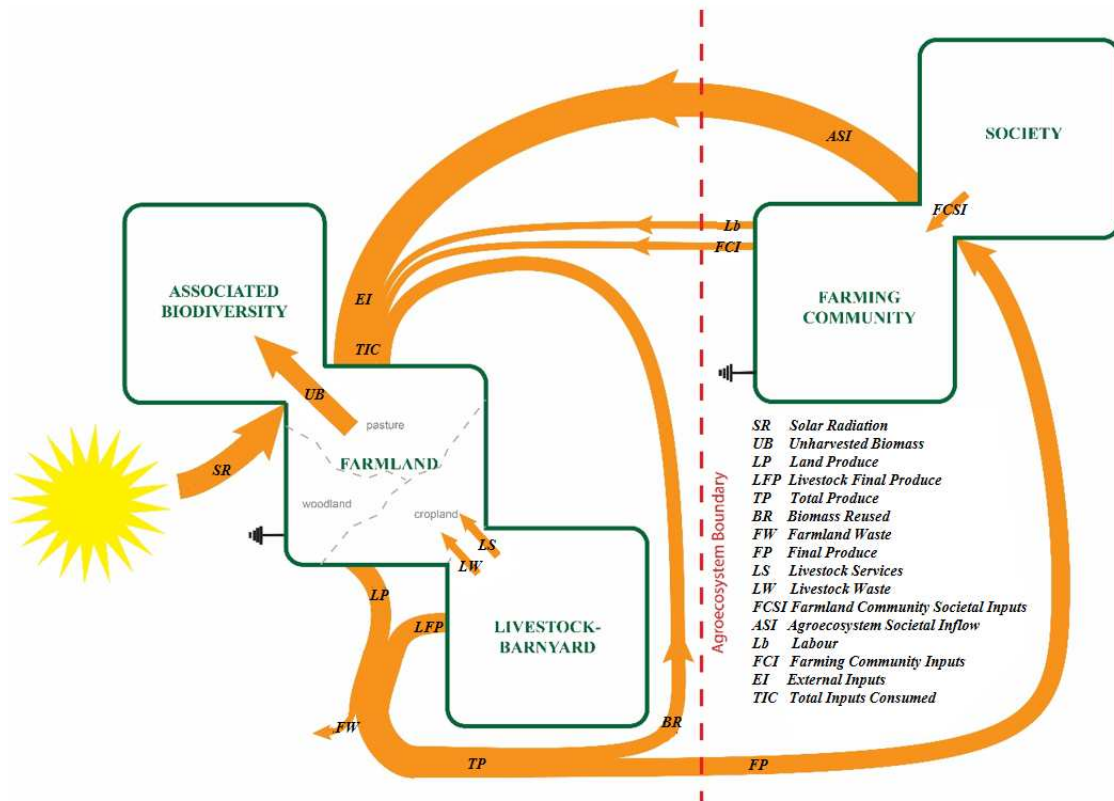 SOCIETY
ASI
FCSI
Lb
FCI
FARMING
COMMUNITY
ASSOCIATED
BIODIVERSITY
EI
TIC
UB
pasture
FARMLAND
SR
woodland
cropland
LS
LW
LP
LFP
LIVESTOCK-
BARNYARD
FW
TP
BR
FP
Agroecosystem Boundary
SR Solar Radiation
UB Unharvested Biomass
LP Land Produce
LFP Livestock Final Produce
TP Total Produce
BR Biomass Reused
FW Farmland Waste
FP Final Produce
LS Livestock Services
LW Livestock Waste
FCSI Farmland Community Societal Inputs
ASI Agroecosystem Societal Inflow
Lb Labour
FCI Farming Community Inputs
EI External Inputs
TIC Total Inputs Consumed